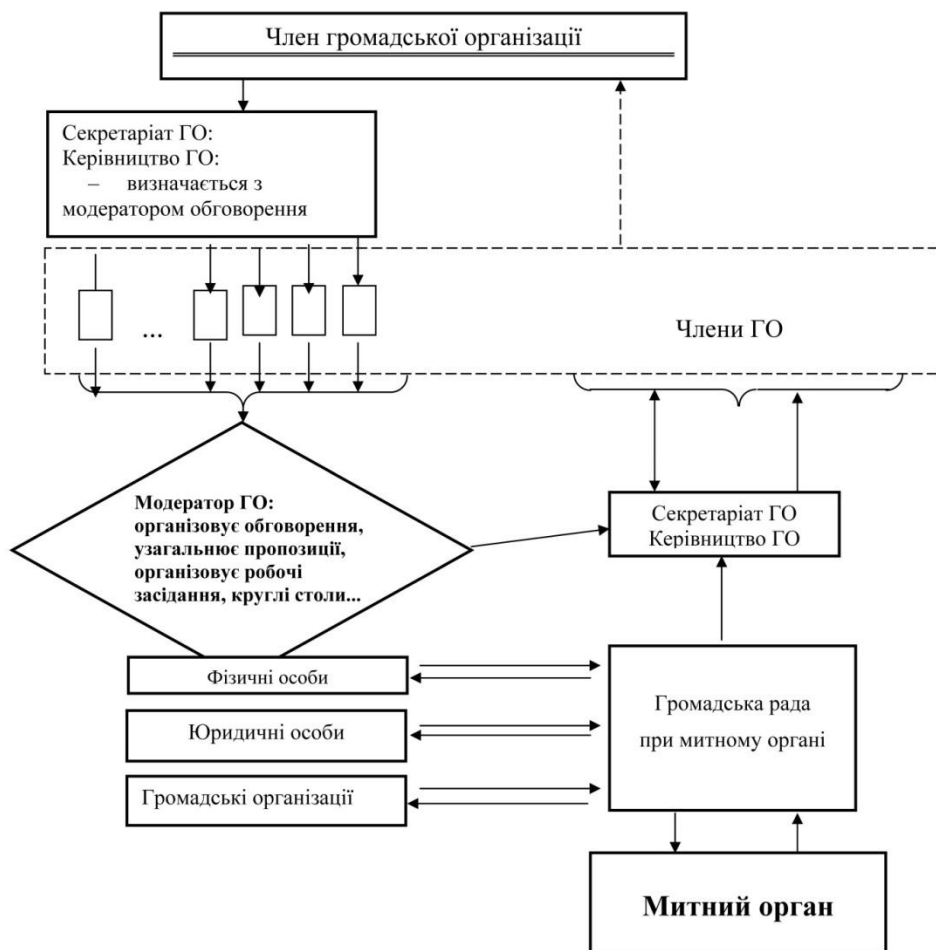 Член громадської організації
Секретаріат ГО:
Керівництво ГО:
– визначається з
модератором обговорення
...
Члени ГО
Модератор ГО:
організовує обговорення,
узагальнює пропозиції,
організовує робочі
засідання, круглі столи...
Секретаріат ГО
Керівництво ГО
Фізичні особи
Юридичні особи
Громадські організації
Громадська рада
при митному органі
Митний орган